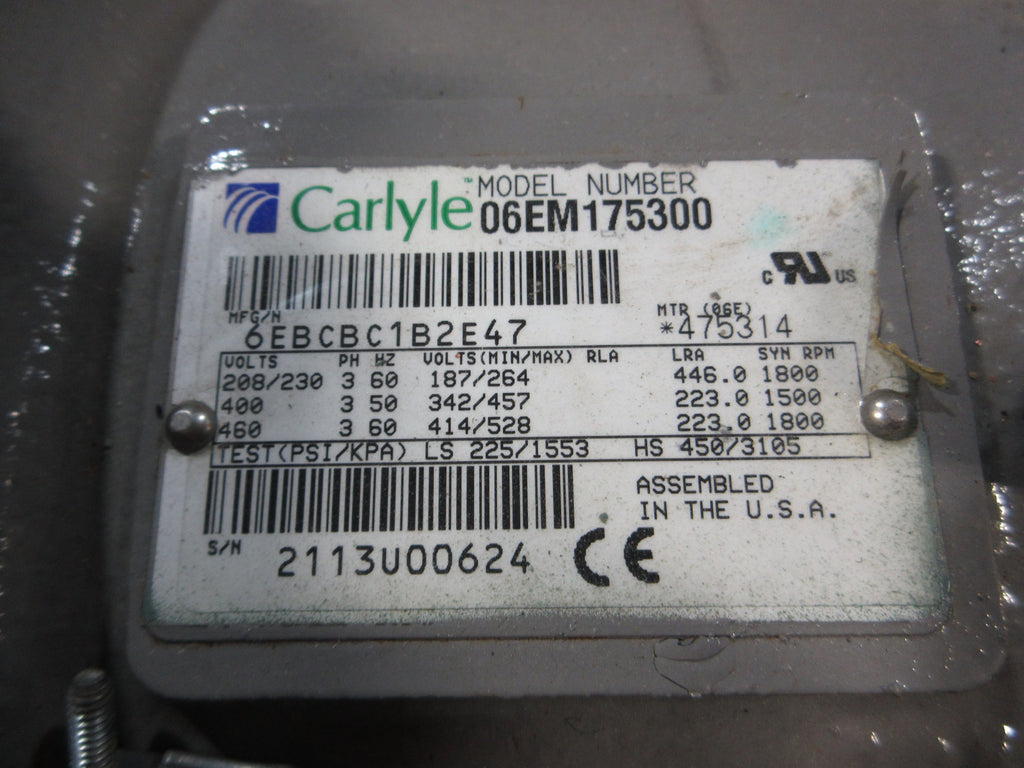 Carlyle™ MODEL NUMBER
06EM175300
C RU US
MFG/N
6EBCBC1B2E47
MTR (06E)
*475314
VOLTS PH HZ VOLTS(MIN/MAX) RLA LRA SYN RPM
208/230 3 60 187/264 446.0 1800
400 3 50 342/457 223.0 1500
460 3 60 414/528 223.0 1800
TEST(PSI/KPA) LS 225/1553 HS 450/3105
ASSEMBLED
IN THE U.S.A.
S/N
2113U00624
CE